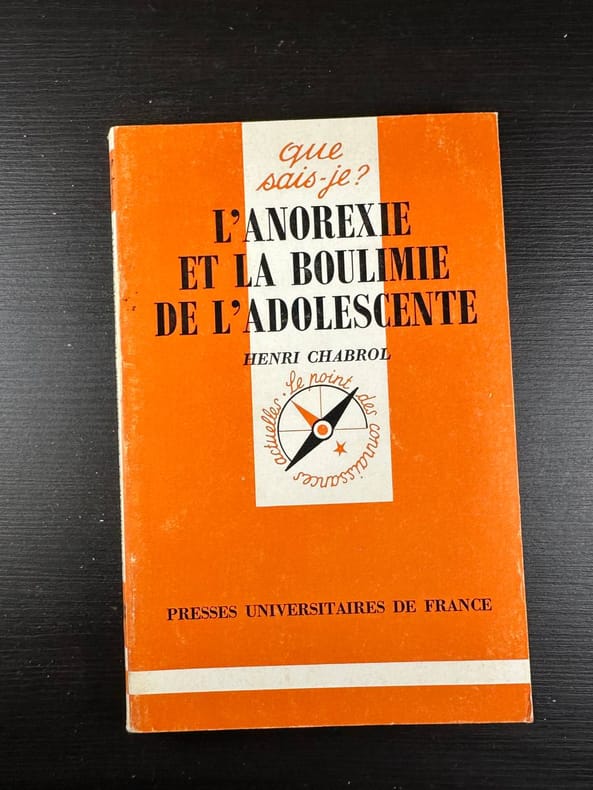 que
sais-je?
L'ANOREXIE
ET LA BOULIMIE
DE L'ADOLESCENTE
HENRI CHABROL
Le point des connaissances actuelles.
PRESSES UNIVERSITAIRES DE FRANCE